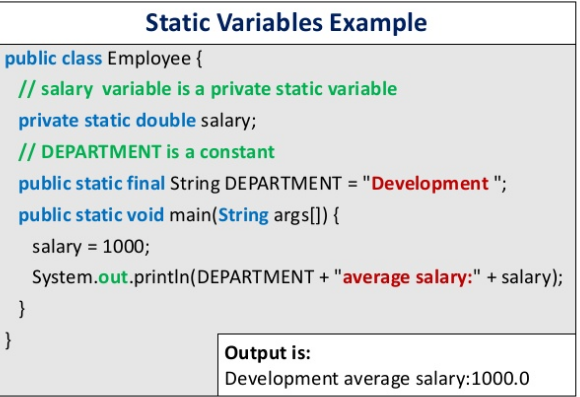 Static Variables Example
public class Employee {
// salary variable is a private static variable
private static double salary;
// DEPARTMENT is a constant
public static final String DEPARTMENT = "Development ";
public static void main(String args[]) {
salary = 1000;
System.out.println(DEPARTMENT + "average salary:" + salary);
}
}
Output is:
Development average salary:1000.0